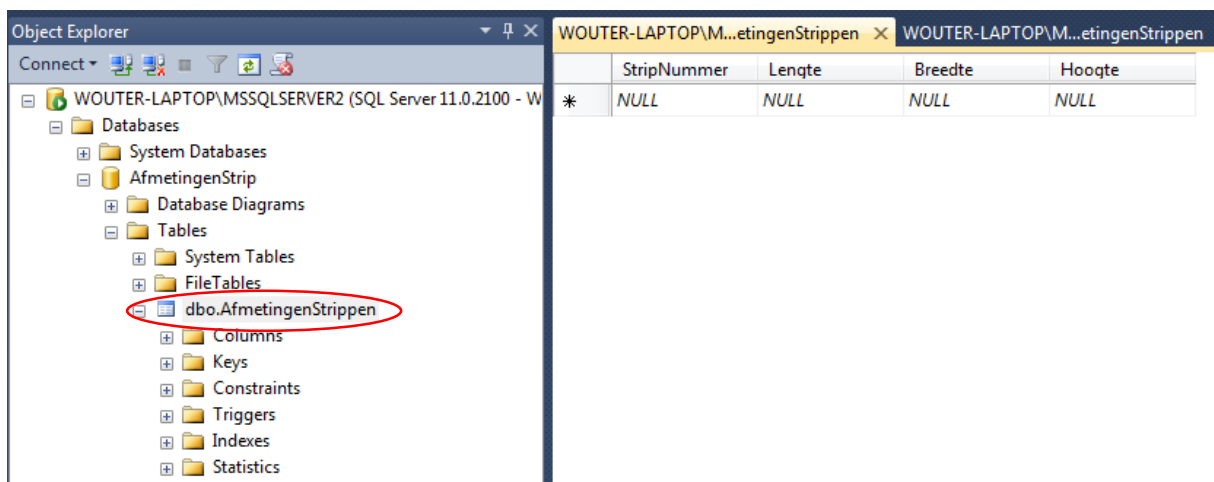 Object Explorer
Connect
WOUTER-LAPTOP\MSSQLSERVER2 (SQL Server 11.0.2100 - W
Databases
System Databases
AfmetingenStrip
Database Diagrams
Tables
System Tables
FileTables
dbo.AfmetingenStrippen
Columns
Keys
Constraints
Triggers
Indexes
Statistics
WOUTER-LAPTOP\M...etingenStrippen WOUTER-LAPTOP\M...etingenStrippen
StripNummer Lengte Breedte Hoogte
NULL NULL NULL NULL